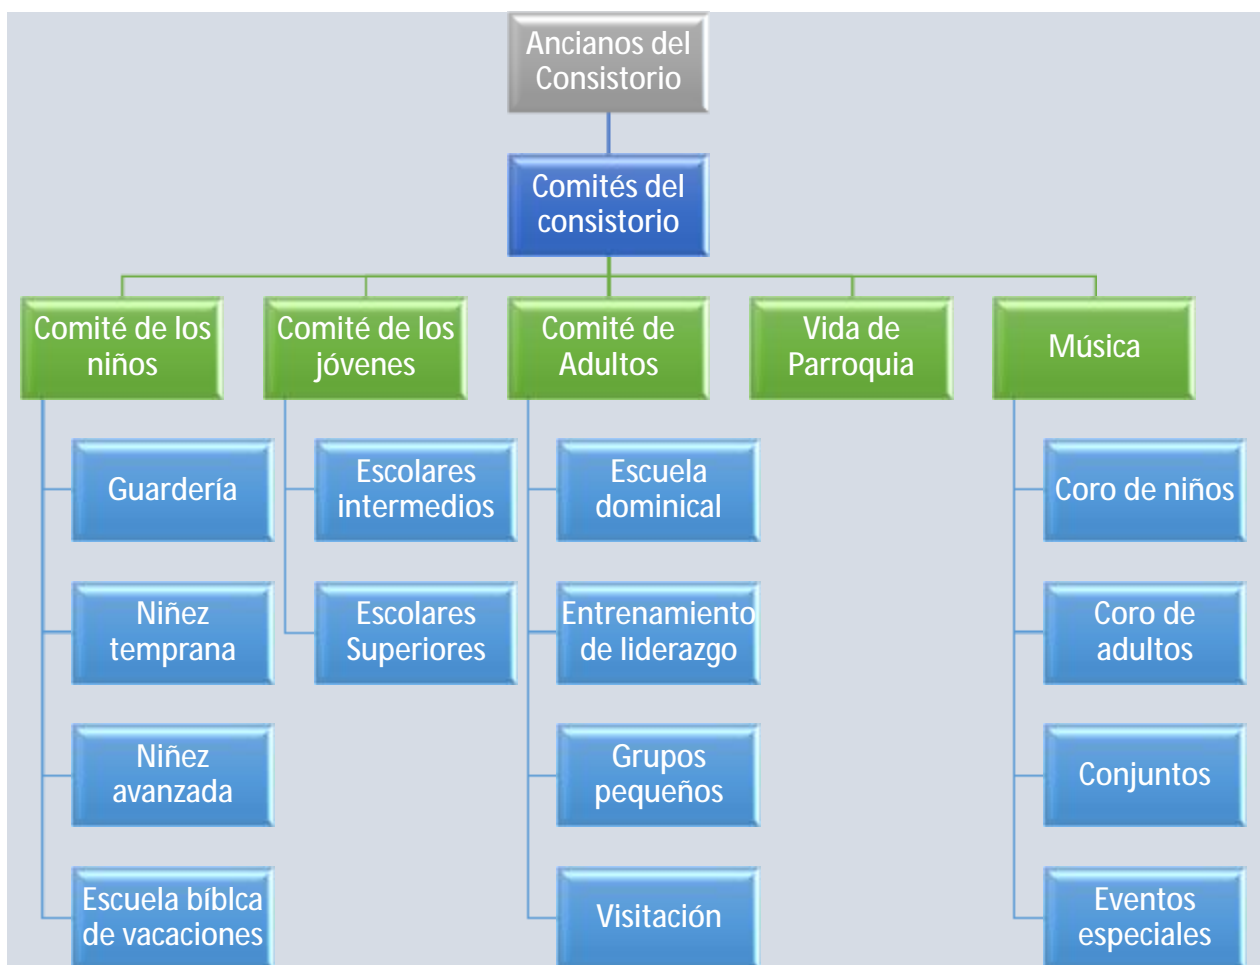 Ancianos del
Consistorio
Comités del
consistorio
Comité de los
niños
Comité de los
jóvenes
Comité de
Adultos
Vida de
Parroquia
Música
Guardería
Niñez
temprana
Niñez
avanzada
Escuela bíblca
de vacaciones
Escolares
intermedios
Escolares
Superiores
Escuela
dominical
Entrenamiento
de liderazgo
Grupos
pequeños
Visitación
Coro de niños
Coro de
adultos
Conjuntos
Eventos
especiales